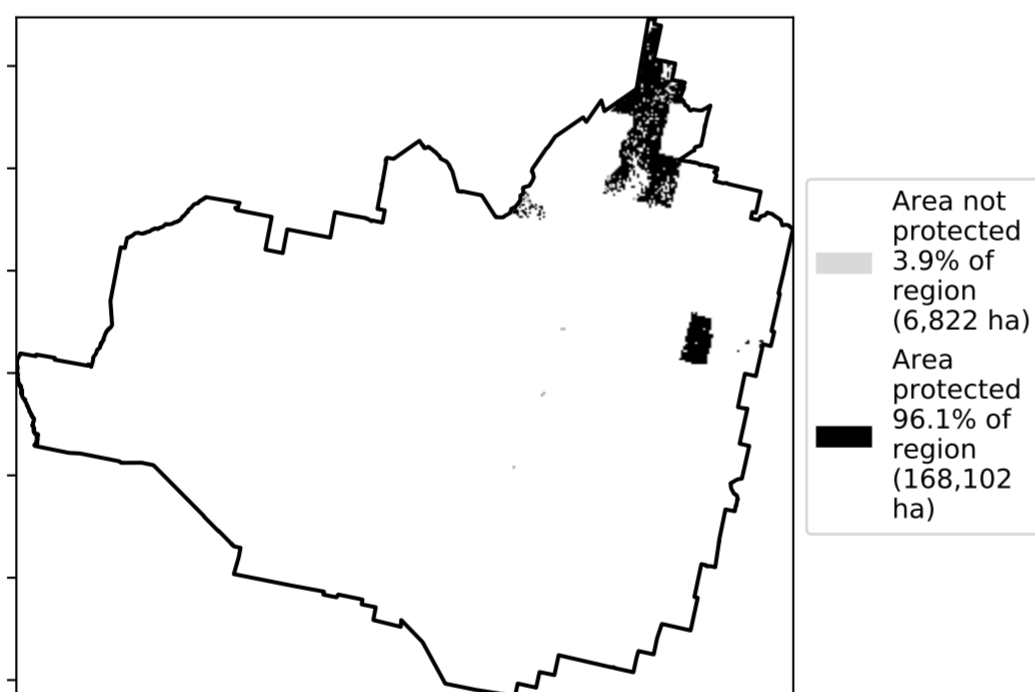 Area not
protected
3.9% of
region
(6,822 ha)
Area
protected
96.1% of
region
(168,102
ha)